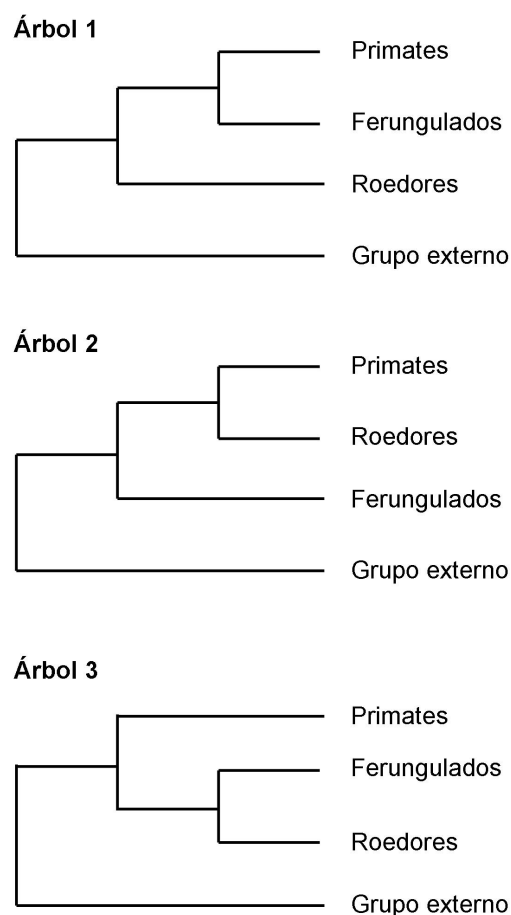 Árbol 1
Primates
Ferungulados
Roedores
Grupo externo
Árbol 2
Primates
Roedores
Ferungulados
Grupo externo
Árbol 3
Primates
Ferungulados
Roedores
Grupo externo